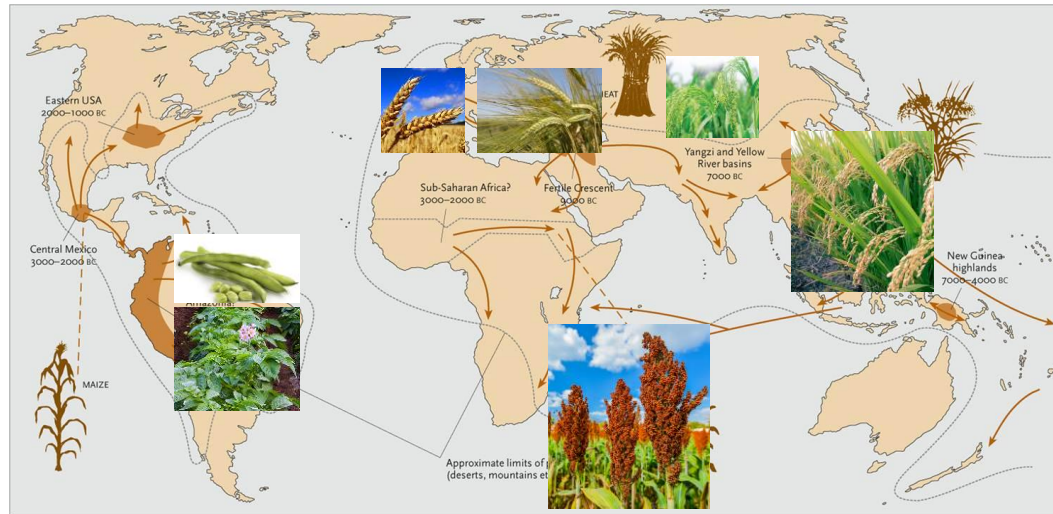 Eastern USA
2000–1000 BC
Central Mexico
3000–2000 BC
MAIZE
Sub-Saharan Africa?
3000–2000 BC
Fertile Crescent
9000 BC
Yangzi and Yellow
River basins
7000 BC
New Guinea
highlands
7000–4000 BC
Approximate limits of
(deserts, mountains